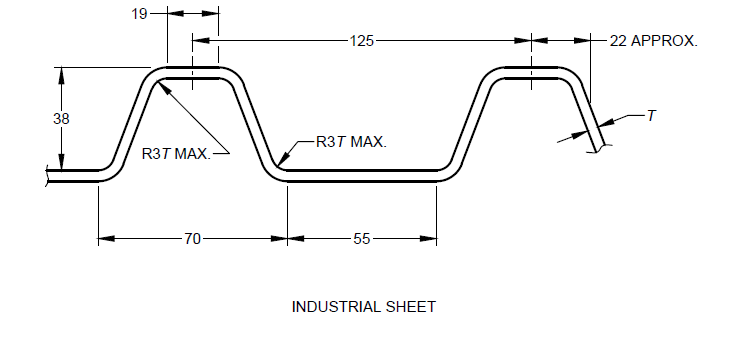 19
125
22 APPROX.
38
T
R3T MAX.
R3T MAX.
70
55
INDUSTRIAL SHEET